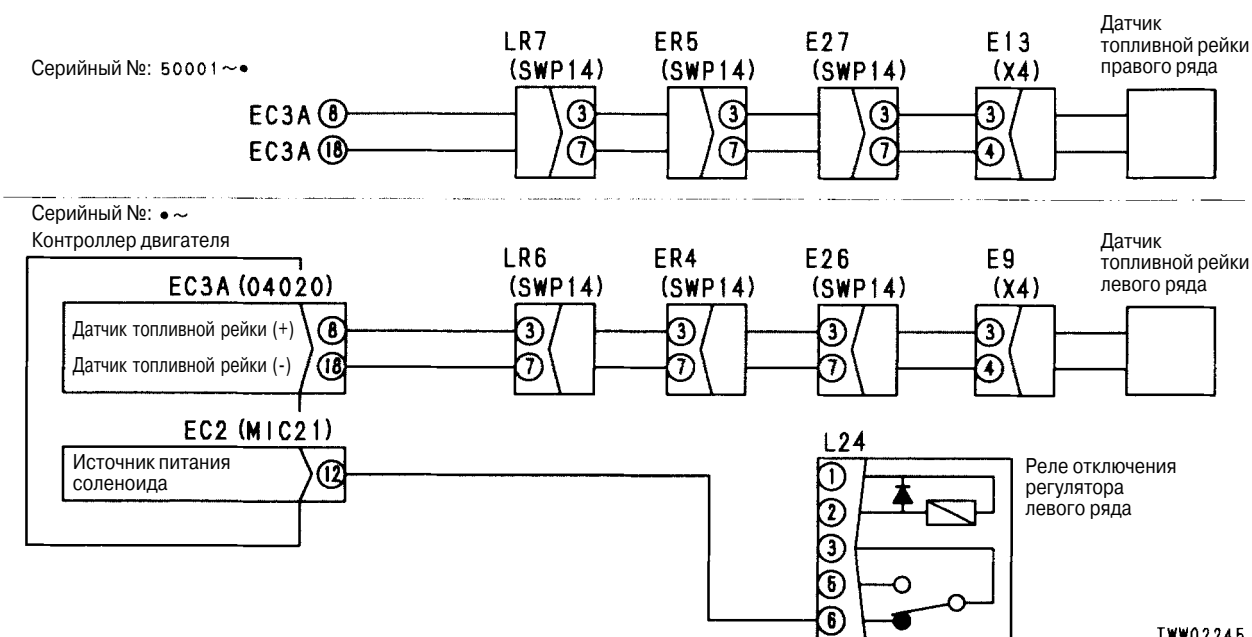 Серийный №: 50001～•
LR7
(SWP14)
ER5
(SWP14)
E27
(SWP14)
E13
(X4)
Датчик
топливной рейки
правого ряда
EC3A 8
EC3A 18
3
7
3
7
3
7
3
4
Серийный №: •～
Контроллер двигателя
EC3A (04020)
LR6
(SWP14)
ER4
(SWP14)
E26
(SWP14)
E9
(X4)
Датчик
топливной рейки
левого ряда
Датчик топливной рейки (+) 8
Датчик топливной рейки (-) 18
3
7
3
7
3
7
3
4
EC2 (MIC21)
Источник питания
соленоида
12
L24
1
2
3
5
6
Реле отключения
регулятора
левого ряда
TWW02245